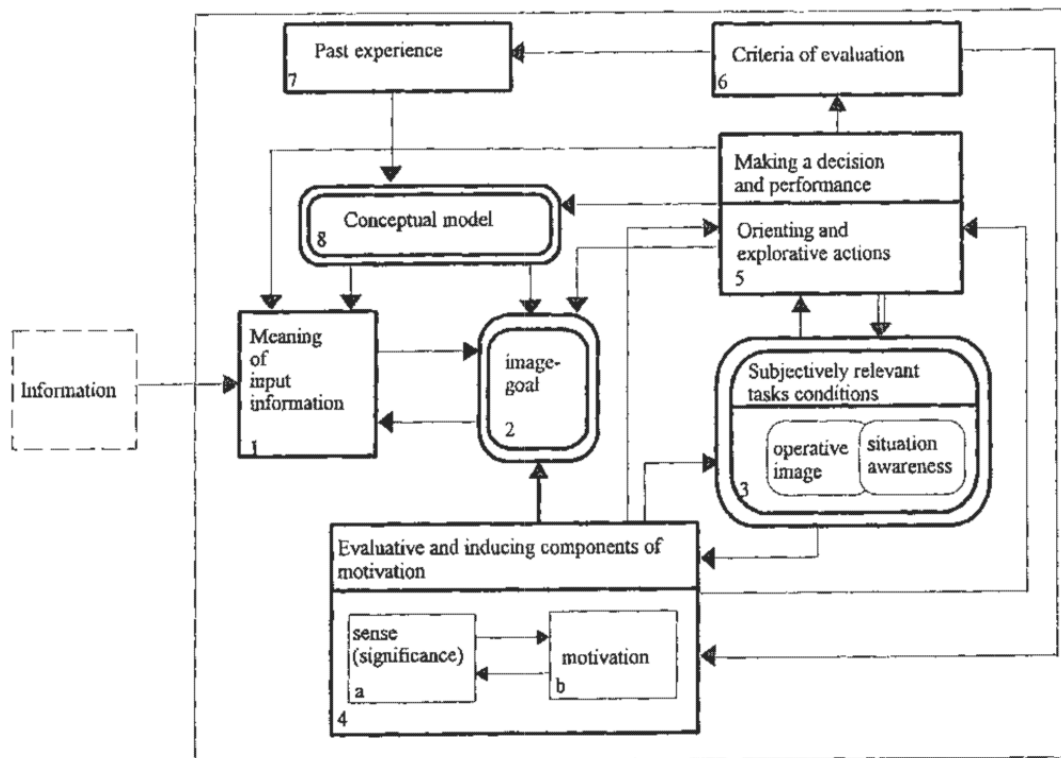 Past experience
7
Criteria of evaluation
6
Making a decision
and performance
Orienting and
explorative actions
5
Conceptual model
8
Information
Meaning
of
input
information
1
image-
goal
2
Subjectively relevant
tasks conditions
operative
image
situation
awareness
3
Evaluative and inducing components of
motivation
sense
(significance)
a
motivation
b
4